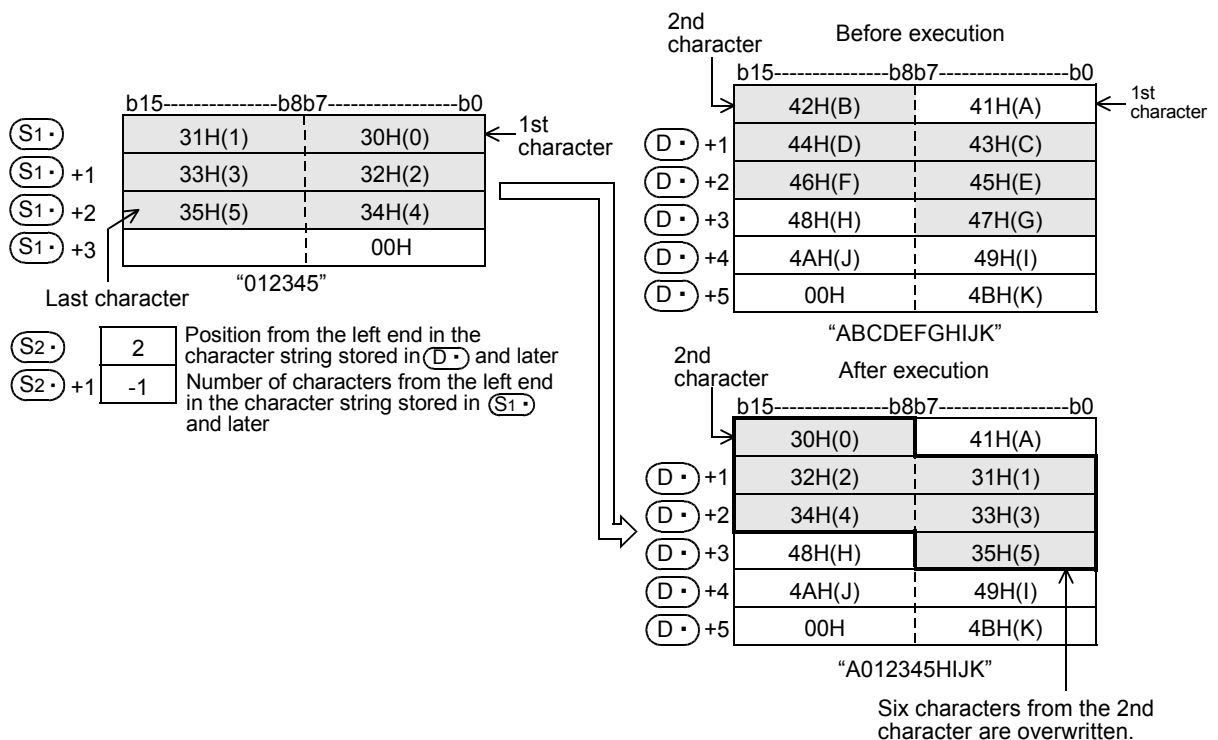 b15---------------b8b7-----------------b0
S1· 31H(1) 30H(0)
1st
character
S1· +1 33H(3) 32H(2)
S1· +2 35H(5) 34H(4)
S1· +3 00H
"012345"
Last character
S2· 2 Position from the left end in the
character string stored in D· and later
S2· +1 -1 Number of characters from the left end
in the character string stored in S1·
and later
2nd
character
Before execution
b15---------------b8b7-----------------b0
42H(B) 41H(A)
1st
character
D· +1 44H(D) 43H(C)
D· +2 46H(F) 45H(E)
D· +3 48H(H) 47H(G)
D· +4 4AH(J) 49H(I)
D· +5 00H 4BH(K)
"ABCDEFGHIJK"
2nd
character
After execution
b15---------------b8b7-----------------b0
30H(0) 41H(A)
D· +1 32H(2) 31H(1)
D· +2 34H(4) 33H(3)
D· +3 48H(H) 35H(5)
D· +4 4AH(J) 49H(I)
D· +5 00H 4BH(K)
"A012345HIJK"
Six characters from the 2nd
character are overwritten.